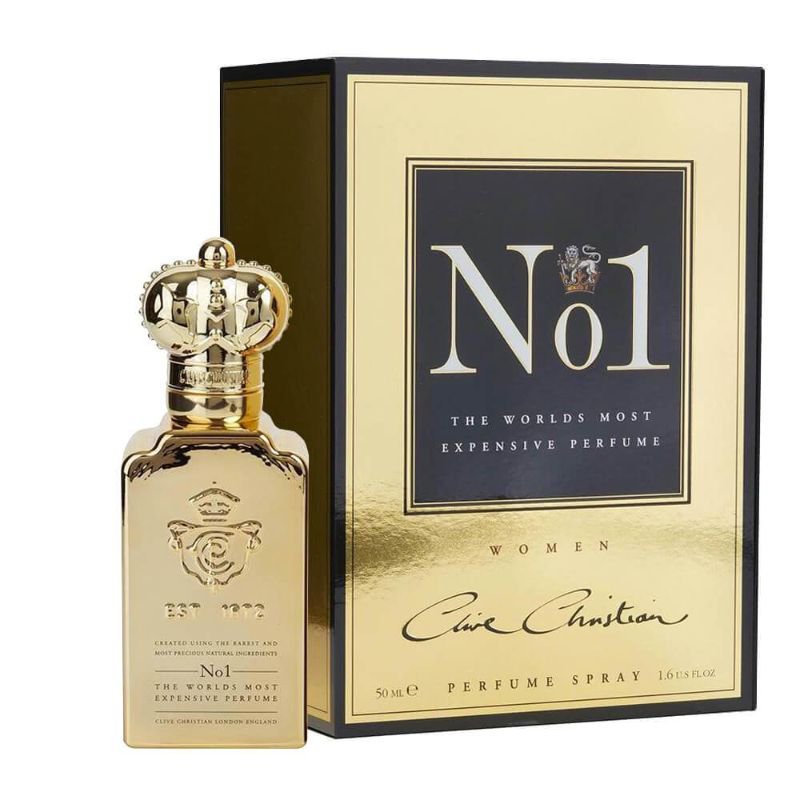 No1
THE WORLDS MOST
EXPENSIVE PERFUME
WOMEN
Clive Christian
50 ML e PERFUME SPRAY 1.6 U.S FL.OZ
EST 1872
CREATED USING THE RAREST AND
MOST PRECIOUS NATURAL INGREDIENTS
No1
THE WORLDS MOST
EXPENSIVE PERFUME
CLIVE CHRISTIAN LONDON ENGLAND